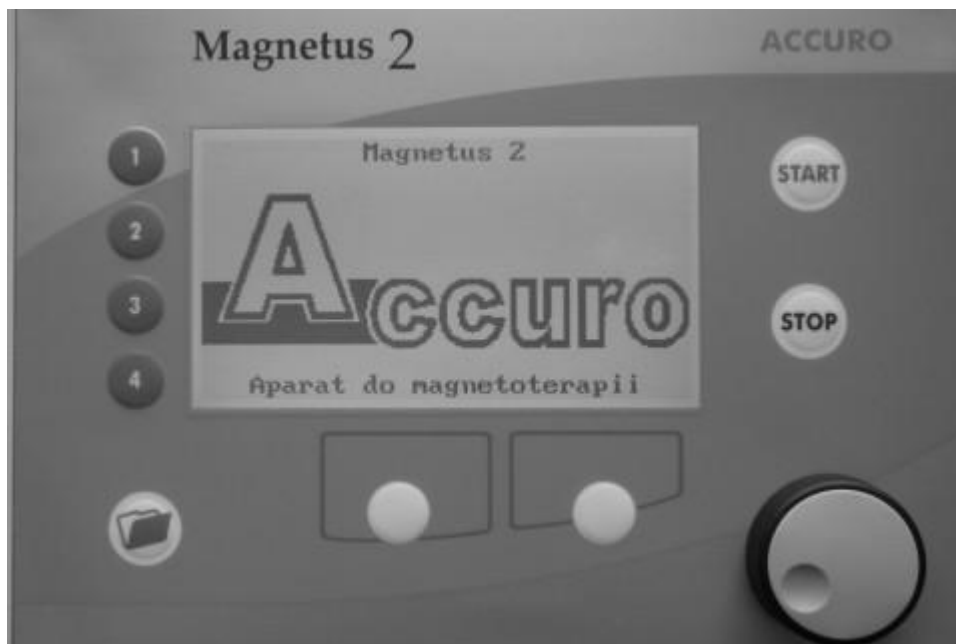 Magnetus 2
ACCURO
1
Magnetus 2
START
2
Accuro
3
STOP
4
Aparat do magnetoterapii